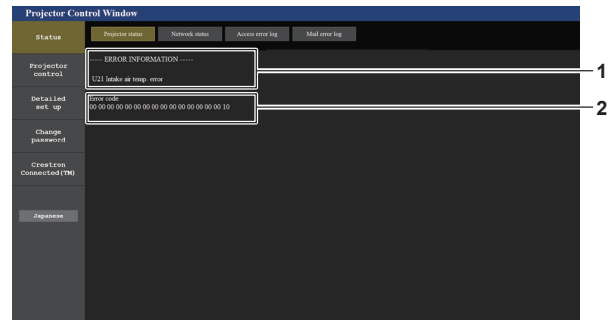 Projector Control Window
Status
Projector status
Network status
Access error log
Mail error log
Projector
control
Detailed
set up
Change
password
Crestron
Connected(TM)
Japanese
----- ERROR INFORMATION -----
U21 Intake air temp. error
Error code
00 00 00 00 00 00 00 00 00 00 00 00 00 00 00 10
1
2